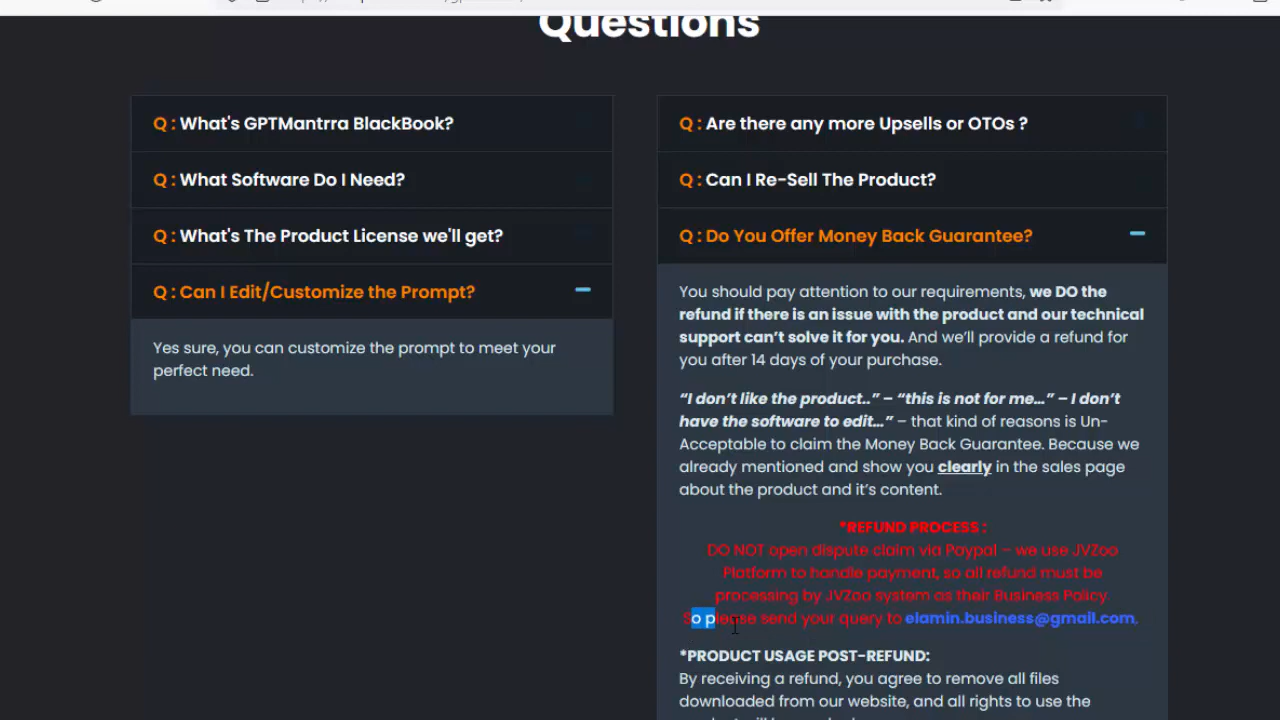 Questions
Q : What's GPTMantrra BlackBook?
Q : What Software Do I Need?
Q : What's The Product License we'll get?
Q : Can I Edit/Customize the Prompt?
Yes sure, you can customize the prompt to meet your
perfect need.
Q : Are there any more Upsells or OTOs ?
Q : Can I Re-Sell The Product?
Q : Do You Offer Money Back Guarantee?
You should pay attention to our requirements, we DO the
refund if there is an issue with the product and our technical
support can’t solve it for you. And we’ll provide a refund for
you after 14 days of your purchase.
“I don’t like the product..” – “this is not for me…” – I don’t
have the software to edit…” – that kind of reasons is Un-
Acceptable to claim the Money Back Guarantee. Because we
already mentioned and show you clearly in the sales page
about the product and it’s content.
*REFUND PROCESS :
DO NOT open dispute claim via Paypal – we use JVZoo
Platform to handle payment, so all refund must be
processing by JVZoo system as their Business Policy.
So please send your query to elamin.business@gmail.com.
*PRODUCT USAGE POST-REFUND:
By receiving a refund, you agree to remove all files
downloaded from our website, and all rights to use the